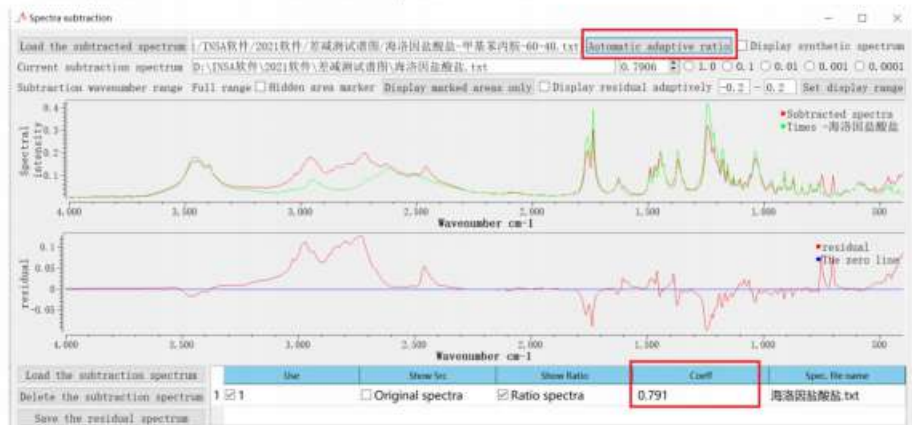 Spectra subtraction
Load the subtracted spectrum :/INSA软件/2021软件/差减测试谱图/海洛因盐酸盐-甲基苯丙胺-60-40.txt Automatic adaptive ratio Display synthetic spectrum
Current subtraction spectrum D:\INSA软件\2021软件\差减测试谱图\海洛因盐酸盐.txt 0.7906 1.0 0.1 0.01 0.001 0.0001
Subtraction wavenumber range Full range Hidden area marker Display marked areas only Display residual adaptively -0.2 - 0.2 Set display range
Spectral intensity
0.4
0.3
0.2
0.1
Subtracted spectra
Times -海洛因盐酸盐
4,000 3,500 3,000 2,500 2,000 1,500 1,000 500
Wavenumber cm-1
residual
0.1
0.05
0
-0.05
residual
The zero line
4,000 3,500 3,000 2,500 2,000 1,500 1,000 500
Wavenumber cm-1
Load the subtraction spectrum Use Show Src Show Ratio Coeff Spec. file name
Delete the subtraction spectrum 1 1 Original spectra Ratio spectra 0.791 海洛因盐酸盐.txt
Save the residual spectrum